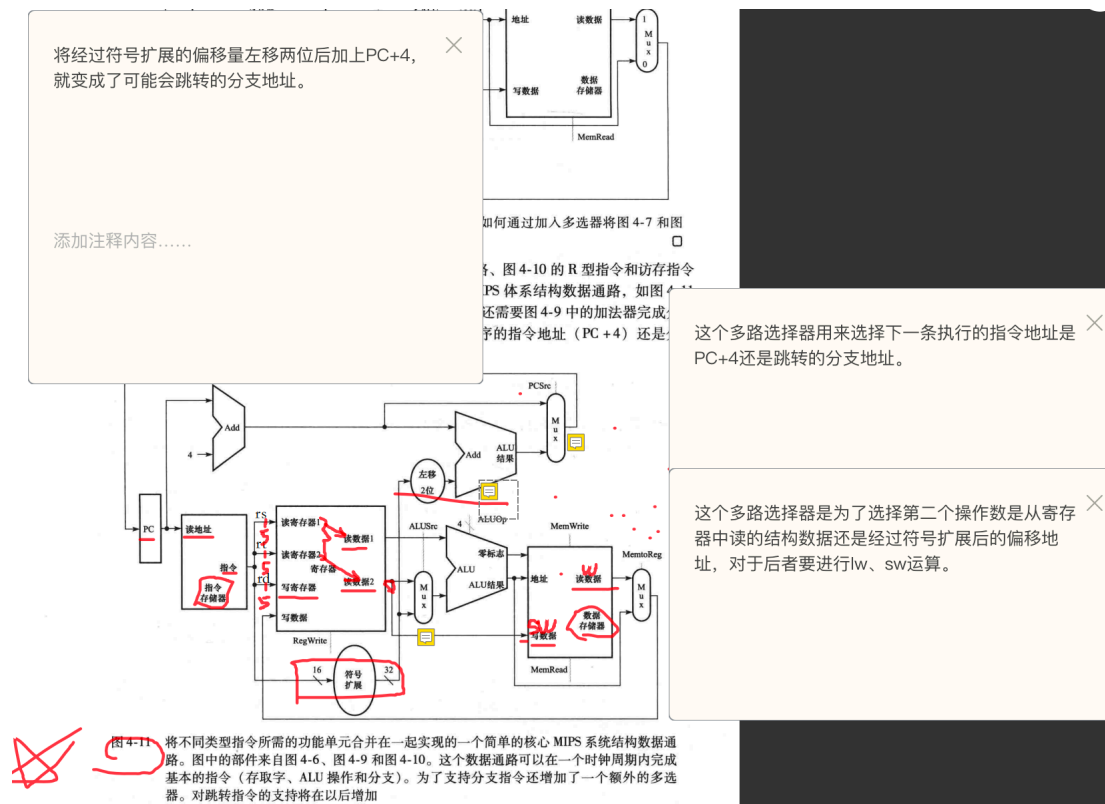 地址
读数据
1
M
u
x
0
数据
存储器
写数据
MemRead
将经过符号扩展的偏移量左移两位后加上PC+4,
就变成了可能会跳转的分支地址。
添加注释内容……
如何通过加入多选器将图 4-7 和图
路、图 4-10 的 R 型指令和访存指令
IPS 体系结构数据通路，如图 4-11
还需要图 4-9 中的加法器完成
序的指令地址（PC +4）还是
这个多路选择器用来选择下一条执行的指令地址是
PC+4还是跳转的分支地址。
这个多路选择器是为了选择第二个操作数是从寄存
器中读的结构数据还是经过符号扩展后的偏移地
址，对于后者要进行lw、sw运算。
PCSrc
Add
4
M
u
x
Add
ALU
结果
左移
2位
PC
读地址
指令
指令
存储器
rs
5
rt
5
rd
5
读寄存器1
读寄存器2
寄存器
写寄存器
写数据
读数据1
读数据2
RegWrite
ALUSrc
M
u
x
4
ALUOp
零标志
ALU
ALU结果
MemWrite
地址
读数据
lw
数据
存储器
sw
写数据
MemRead
MemtoReg
M
u
x
16
符号
扩展
32
图 4-11 将不同类型指令所需的功能单元合并在一起实现的一个简单的核心 MIPS 系统结构数据通
路。图中的部件来自图 4-6、图 4-9 和图 4-10。这个数据通路可以在一个时钟周期内完成
基本的指令（存取字、ALU 操作和分支）。为了支持分支指令还增加了一个额外的多选
器。对跳转指令的支持将在以后增加